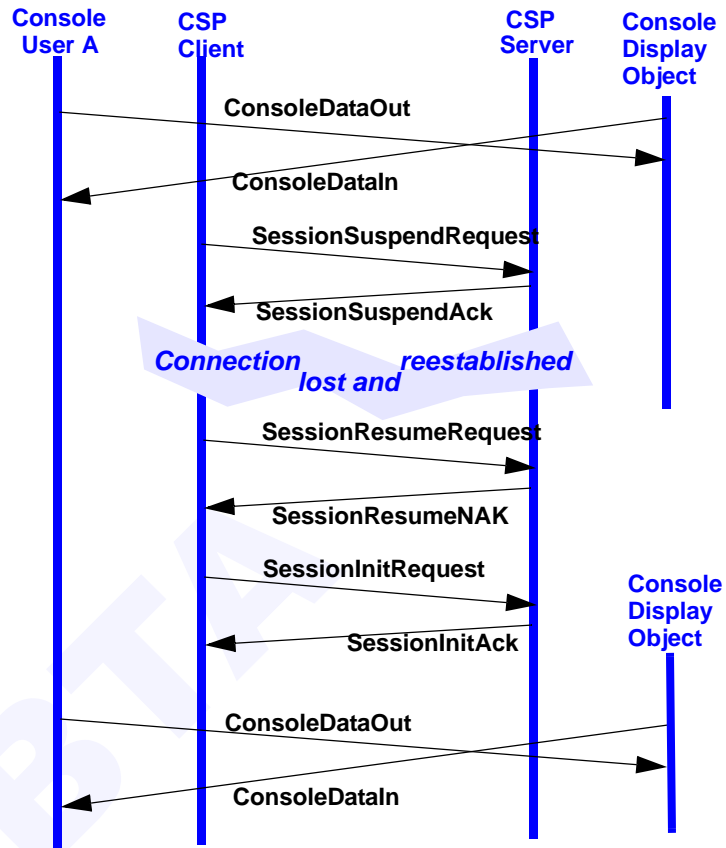 Console
User A
CSP
Client
CSP
Server
Console
Display
Object
ConsoleDataOut
ConsoleDataIn
SessionSuspendRequest
SessionSuspendAck
Connection
lost and
reestablished
SessionResumeRequest
SessionResumeNAK
SessionInitRequest
SessionInitAck
Console
Display
Object
ConsoleDataOut
ConsoleDataIn
BTA